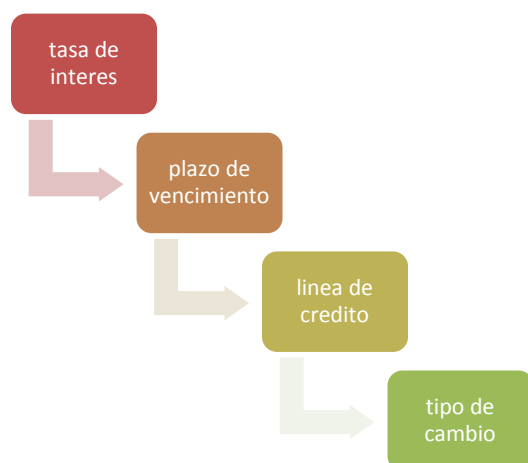 tasa de
interes
plazo de
vencimiento
linea de
credito
tipo de
cambio